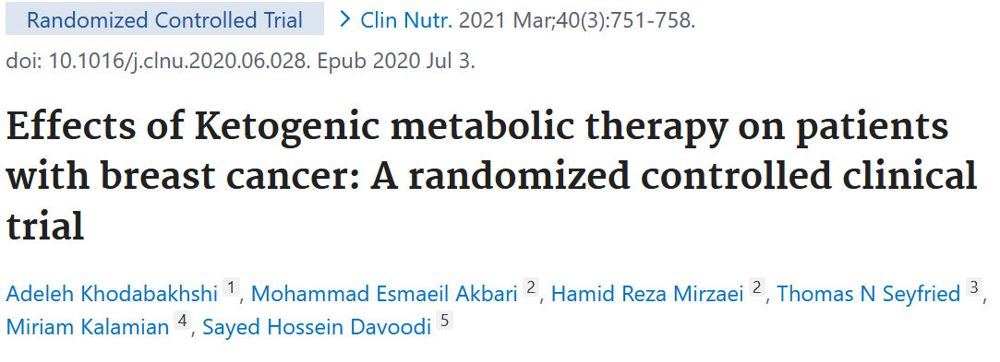 Randomized Controlled Trial > Clin Nutr. 2021 Mar;40(3):751-758.
doi: 10.1016/j.clnu.2020.06.028. Epub 2020 Jul 3.
Effects of Ketogenic metabolic therapy on patients
with breast cancer: A randomized controlled clinical
trial
Adeleh Khodabakhshi 1, Mohammad Esmaeil Akbari 2, Hamid Reza Mirzaei 2, Thomas N Seyfried 3,
Miriam Kalamian 4, Sayed Hossein Davoodi 5